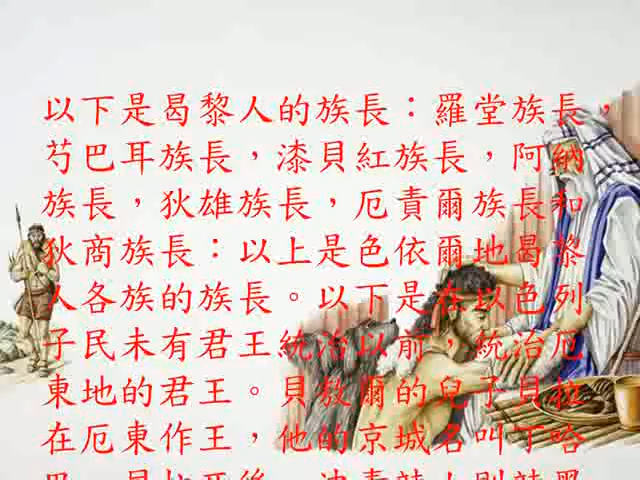 以下是曷黎人的族長：羅堂族長，
芍巴耳族長，漆貝紅族長，阿納
族長，狄雄族長，厄責爾族長和
狄商族長：以上是色依爾地曷黎
人各族的族長。以下是在以色列
子民未有君王統治以前，統治厄
東地的君王。貝敖爾的兒子貝拉
在厄東作王，他的京城名叫丁哈